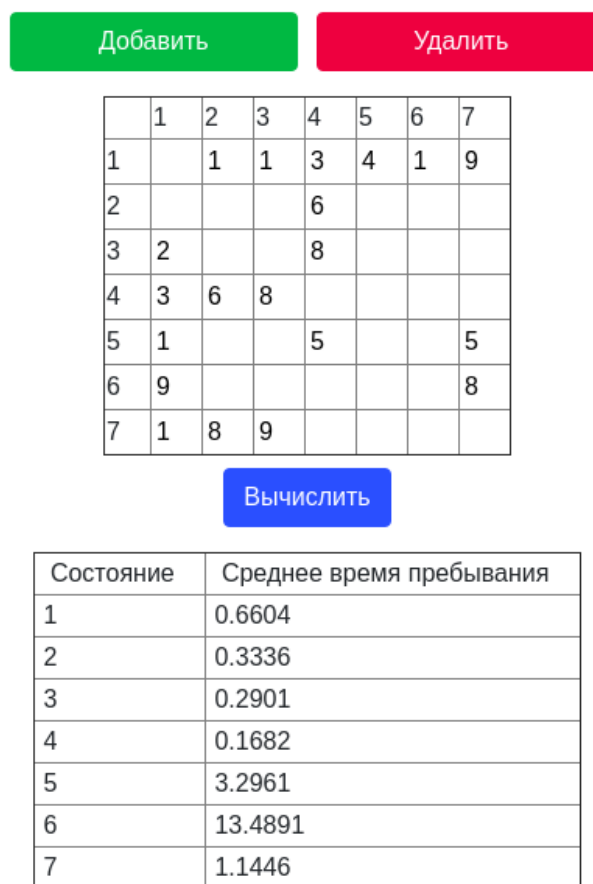 Добавить Удалить
1 2 3 4 5 6 7
1 1 1 3 4 1 9
2 6
3 2 8
4 3 6 8
5 1 5 5
6 9 8
7 1 8 9
Вычислить
Состояние Среднее время пребывания
1 0.6604
2 0.3336
3 0.2901
4 0.1682
5 3.2961
6 13.4891
7 1.1446